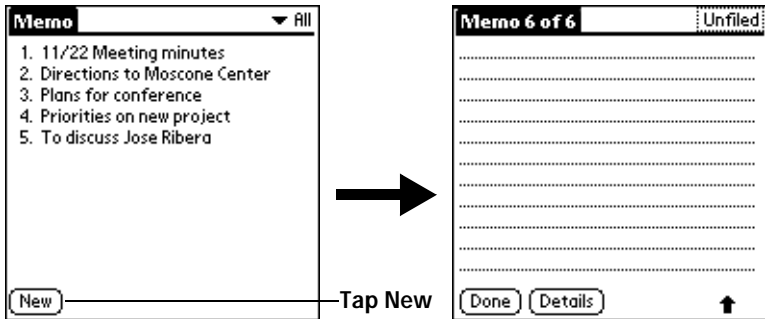 Memo
All
1. 11/22 Meeting minutes
2. Directions to Moscone Center
3. Plans for conference
4. Priorities on new project
5. To discuss Jose Ribera
New
Tap New
Memo 6 of 6
Unfiled
Done
Details